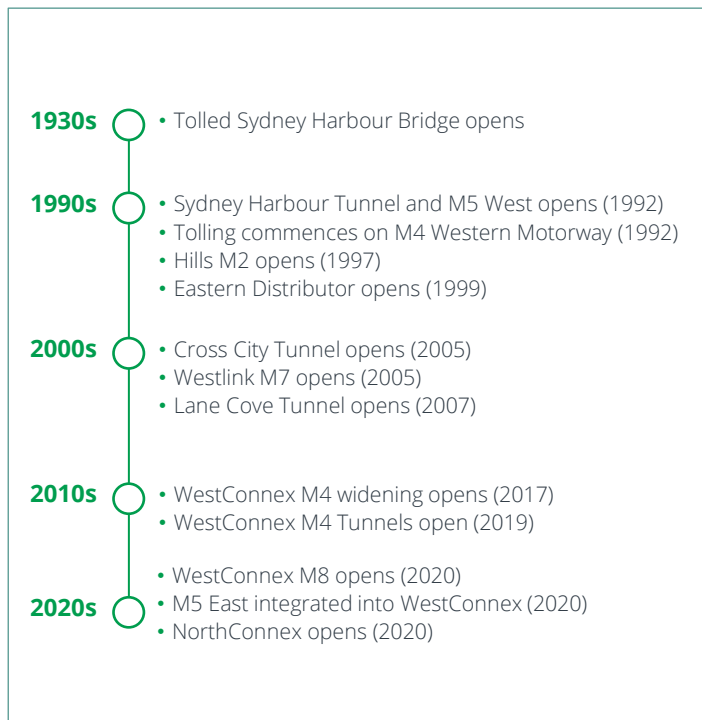 1930s
• Tolled Sydney Harbour Bridge opens
1990s
• Sydney Harbour Tunnel and M5 West opens (1992)
• Tolling commences on M4 Western Motorway (1992)
• Hills M2 opens (1997)
• Eastern Distributor opens (1999)
2000s
• Cross City Tunnel opens (2005)
• Westlink M7 opens (2005)
• Lane Cove Tunnel opens (2007)
2010s
• WestConnex M4 widening opens (2017)
• WestConnex M4 Tunnels open (2019)
2020s
• WestConnex M8 opens (2020)
• M5 East integrated into WestConnex (2020)
• NorthConnex opens (2020)